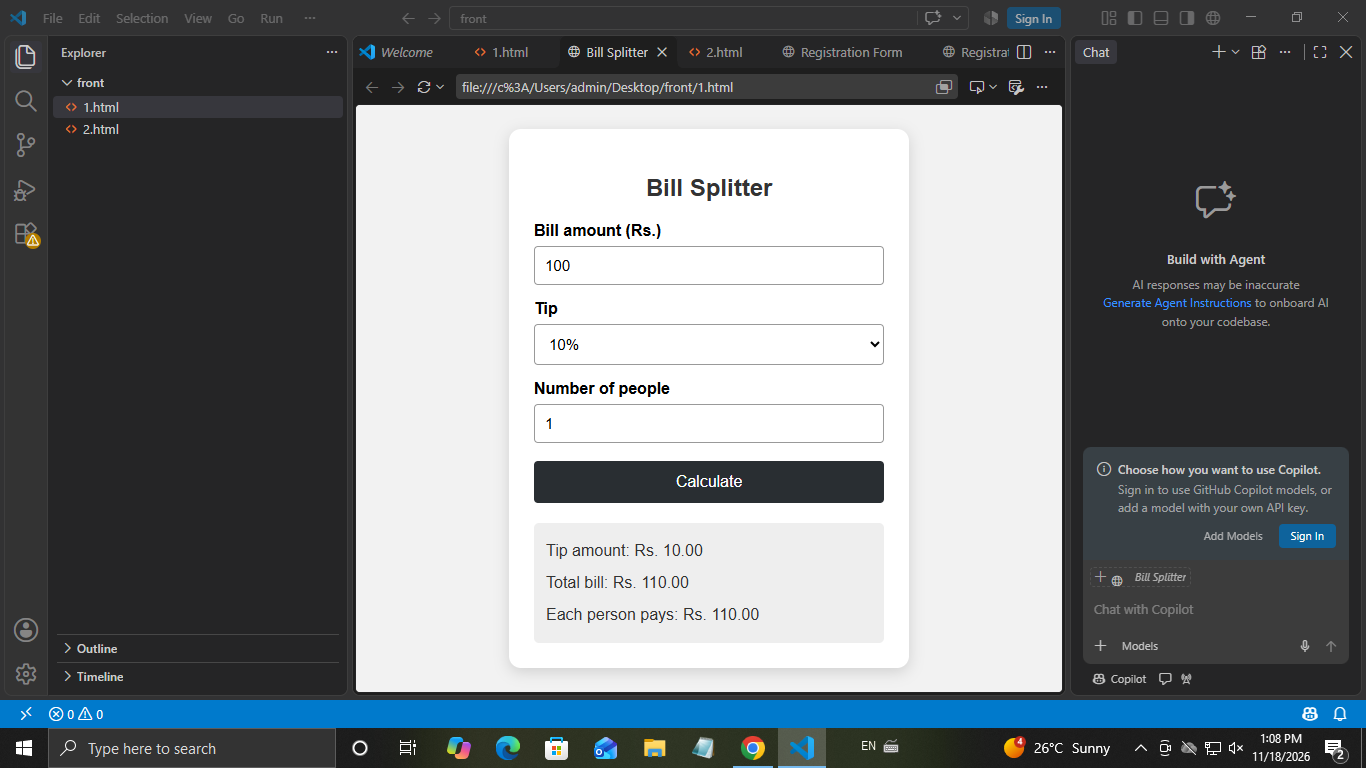 File Edit Selection View Go Run ··· front Sign In
Explorer ···
front
1.html
2.html
Outline
Timeline
Welcome 1.html Bill Splitter 2.html Registration Form Registrat ···
file:///c%3A/Users/admin/Desktop/front/1.html ···
Bill Splitter
Bill amount (Rs.)
100
Tip
10%
Number of people
1
Calculate
Tip amount: Rs. 10.00
Total bill: Rs. 110.00
Each person pays: Rs. 110.00
Chat ···
Build with Agent
AI responses may be inaccurate
Generate Agent Instructions to onboard AI
onto your codebase.
Choose how you want to use Copilot.
Sign in to use GitHub Copilot models, or
add a model with your own API key.
Add Models Sign In
Bill Splitter
Chat with Copilot
Models
Copilot
0 0
Type here to search
EN
4
26°C Sunny
1:08 PM
11/18/2026
2